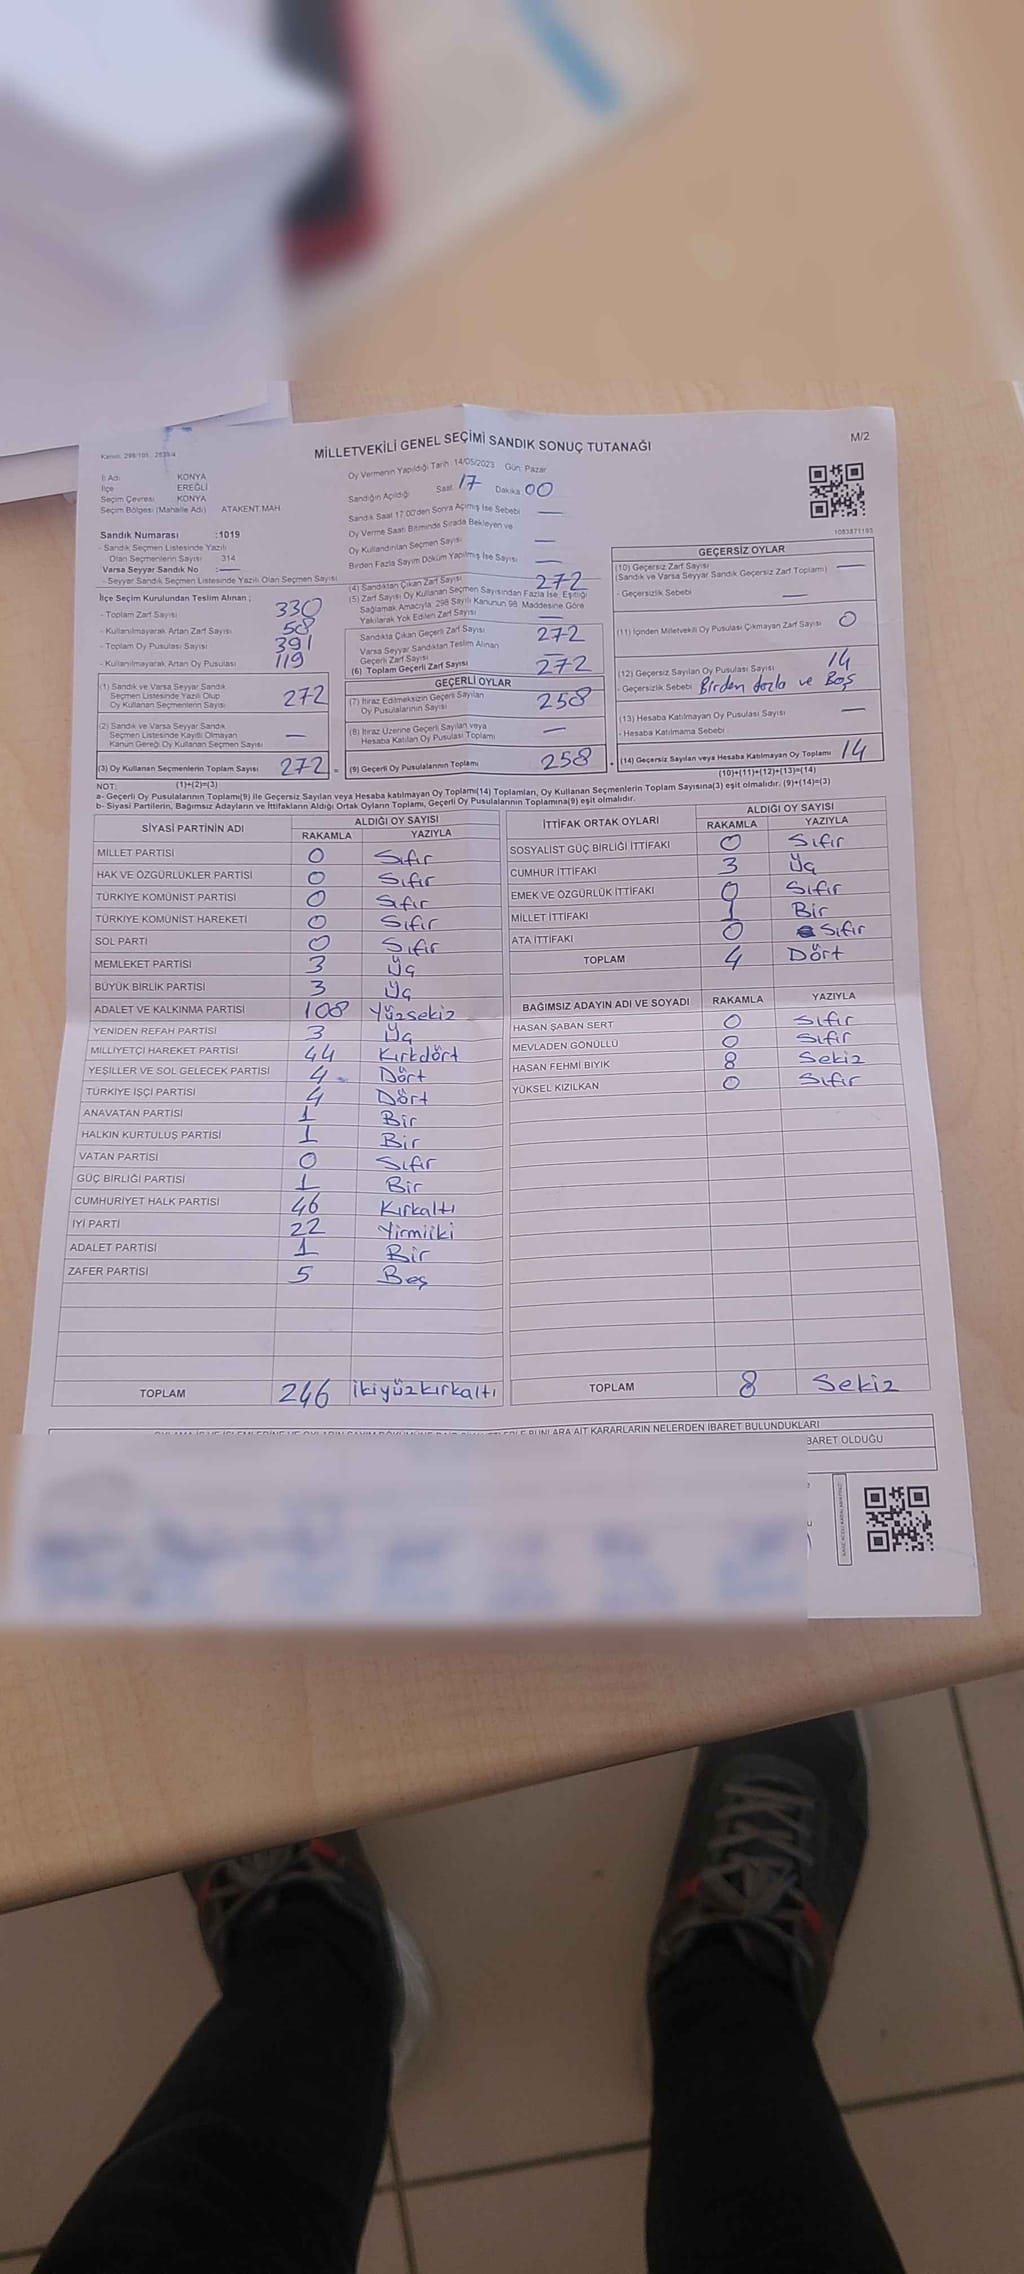 MİLLETVEKİLİ GENEL SEÇİMİ SANDIK SONUÇ TUTANAĞI
M/2
İl Adı KONYA
İlçe EREĞLİ
Seçim Çevresi KONYA
Seçim Bölgesi (Mahalle Adı) ATAKENT MAH
Sandık Numarası :1019
- Sandık Seçmen Listesinde Yazılı
Olan Seçmenlerin Sayısı : 314
Varsa Seyyar Sandık No : —
- Seyyar Sandık Seçmen Listesinde Yazılı Olan Seçmen Sayısı
Oy Vermenin Yapıldığı Tarih : 14/05/2023 Gün: Pazar
Sandığın Açıldığı Saat: 17 Dakika: 00
Sandık Saat 17:00'den Sonra Açılmış İse Sebebi —
Oy Verme Saati Bitiminde Sırada Bekleyen ve
Oy Kullandırılan Seçmen Sayısı —
Birden Fazla Sayım Döküm Yapılmış İse Sayısı —
1083871193
İlçe Seçim Kurulundan Teslim Alınan ;
- Toplam Zarf Sayısı 330
- Kullanılmayarak Artan Zarf Sayısı 58
- Toplam Oy Pusulası Sayısı 391
- Kullanılmayarak Artan Oy Pusulası 119
(1) Sandık ve Varsa Seyyar Sandık
Seçmen Listesinde Yazılı Olup
Oy Kullanan Seçmenlerin Sayısı 272
(2) Sandık ve Varsa Seyyar Sandık
Seçmen Listesinde Kayıtlı Olmayan
Kanun Gereği Oy Kullanan Seçmen Sayısı —
(3) Oy Kullanan Seçmenlerin Toplam Sayısı 272 =
(1)+(2)=(3)
(4) Sandıktan Çıkan Zarf Sayısı 272
(5) Zarf Sayısı Oy Kullanan Seçmen Sayısından Fazla İse, Eşitliği
Sağlamak Amacıyla 298 Sayılı Kanunun 98. Maddesine Göre
Yakılarak Yok Edilen Zarf Sayısı —
Sandıkta Çıkan Geçerli Zarf Sayısı 272
Varsa Seyyar Sandıktan Teslim Alınan
Geçerli Zarf Sayısı —
(6) Toplam Geçerli Zarf Sayısı 272
GEÇERLİ OYLAR
(7) İtiraz Edilmeksizin Geçerli Sayılan
Oy Pusulalarının Sayısı 258
(8) İtiraz Üzerine Geçerli Sayılan veya
Hesaba Katılan Oy Pusulası Toplamı —
(9) Geçerli Oy Pusulalarının Toplamı 258 +
GEÇERSİZ OYLAR
(10) Geçersiz Zarf Sayısı —
(Sandık ve Varsa Seyyar Sandık Geçersiz Zarf Toplamı)
- Geçersizlik Sebebi —
(11) İçinden Milletvekili Oy Pusulası Çıkmayan Zarf Sayısı 0
(12) Geçersiz Sayılan Oy Pusulası Sayısı 14
- Geçersizlik Sebebi Birden fazla ve Boş
(13) Hesaba Katılmayan Oy Pusulası Sayısı —
- Hesaba Katılmama Sebebi
(14) Geçersiz Sayılan veya Hesaba Katılmayan Oy Toplamı 14
(10)+(11)+(12)+(13)=(14)
NOT:
a- Geçerli Oy Pusulalarının Toplamı(9) ile Geçersiz Sayılan veya Hesaba Katılmayan Oy Toplamı(14) Toplamları, Oy Kullanan Seçmenlerin Toplam Sayısına(3) eşit olmalıdır. (9)+(14)=(3)
b- Siyasi Partilerin, Bağımsız Adayların ve İttifakların Aldığı Ortak Oyların Toplamı, Geçerli Oy Pusulalarının Toplamına(9) eşit olmalıdır.
SİYASİ PARTİNİN ADI ALDIĞI OY SAYISI
RAKAMLA YAZIYLA
MİLLET PARTİSİ 0 Sıfır
HAK VE ÖZGÜRLÜKLER PARTİSİ 0 Sıfır
TÜRKİYE KOMÜNİST PARTİSİ 0 Sıfır
TÜRKİYE KOMÜNİST HAREKETİ 0 Sıfır
SOL PARTİ 0 Sıfır
MEMLEKET PARTİSİ 3 Üç
BÜYÜK BİRLİK PARTİSİ 3 Üç
ADALET VE KALKINMA PARTİSİ 108 Yüzsekiz
YENİDEN REFAH PARTİSİ 3 Üç
MİLLİYETÇİ HAREKET PARTİSİ 44 Kırkdört
YEŞİLLER VE SOL GELECEK PARTİSİ 4 Dört
TÜRKİYE İŞÇİ PARTİSİ 4 Dört
ANAVATAN PARTİSİ 1 Bir
HALKIN KURTULUŞ PARTİSİ 1 Bir
VATAN PARTİSİ 0 Sıfır
GÜÇ BİRLİĞİ PARTİSİ 1 Bir
CUMHURİYET HALK PARTİSİ 46 Kırkaltı
İYİ PARTİ 22 Yirmiiki
ADALET PARTİSİ 1 Bir
ZAFER PARTİSİ 5 Beş
TOPLAM 246 ikiyüzkırkaltı
İTTİFAK ORTAK OYLARI ALDIĞI OY SAYISI
RAKAMLA YAZIYLA
SOSYALİST GÜÇ BİRLİĞİ İTTİFAKI 0 Sıfır
CUMHUR İTTİFAKI 3 Üç
EMEK VE ÖZGÜRLÜK İTTİFAKI 0 Sıfır
MİLLET İTTİFAKI 1 Bir
ATA İTTİFAKI 0 Sıfır
TOPLAM 4 Dört
BAĞIMSIZ ADAYIN ADI VE SOYADI RAKAMLA YAZIYLA
HASAN ŞABAN SERT 0 Sıfır
MEVLADEN GÖNÜLLÜ 0 Sıfır
HASAN FEHMİ BIYIK 8 Sekiz
YÜKSEL KIZILKAN 0 Sıfır
TOPLAM 8 Sekiz
BUNLARA AİT KARARLARIN NELERDEN İBARET BULUNDUKLARI
BARET OLDUĞU